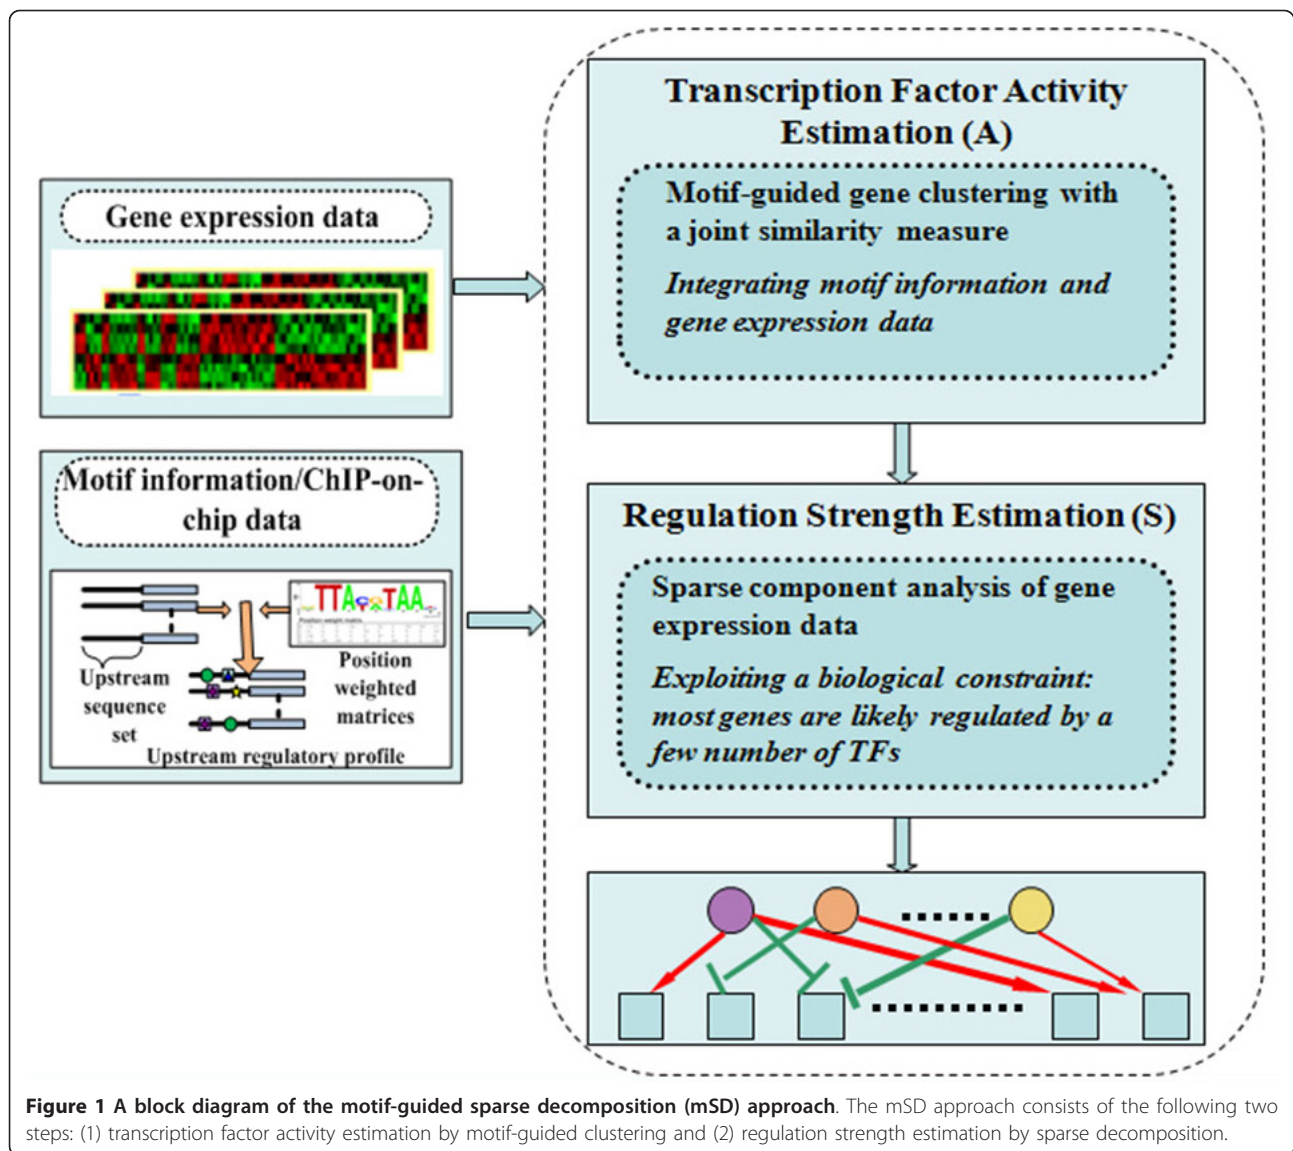 Gene expression data
Motif information/ChIP-on-
chip data
TTA
TAA
Position weight matrix
Upstream
sequence
set
Position
weighted
matrices
Upstream regulatory profile
Transcription Factor Activity
Estimation (A)
Motif-guided gene clustering with
a joint similarity measure
Integrating motif information and
gene expression data
Regulation Strength Estimation (S)
Sparse component analysis of gene
expression data
Exploiting a biological constraint:
most genes are likely regulated by a
few number of TFs
Figure 1 A block diagram of the motif-guided sparse decomposition (mSD) approach. The mSD approach consists of the following two
steps: (1) transcription factor activity estimation by motif-guided clustering and (2) regulation strength estimation by sparse decomposition.